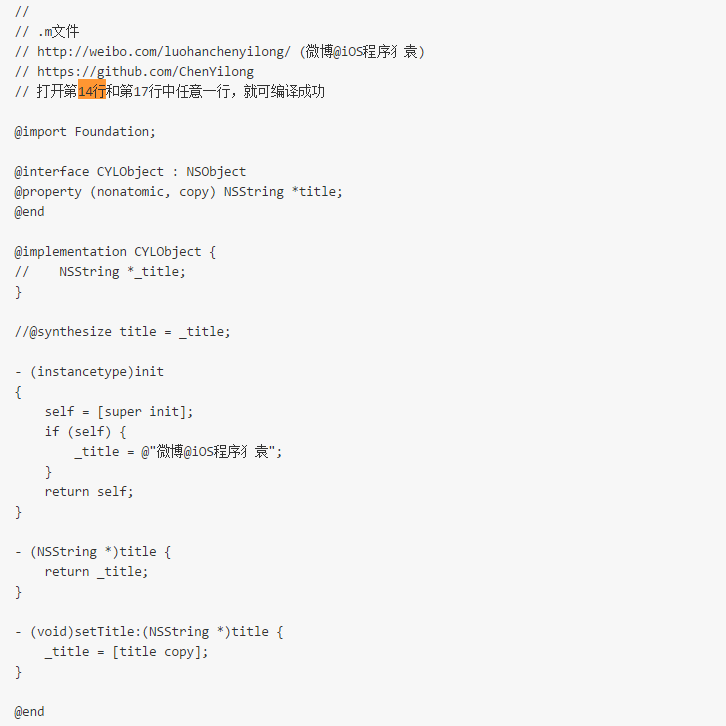 //
// .m文件
// http://weibo.com/luohanchenyilong/ (微博@iOS程序犭袁)
// https://github.com/ChenYilong
// 打开第14行和第17行中任意一行，就可编译成功
@import Foundation;
@interface CYLObject : NSObject
@property (nonatomic, copy) NSString *title;
@end
@implementation CYLObject {
//    NSString *_title;
}
//@synthesize title = _title;
- (instancetype)init
{
    self = [super init];
    if (self) {
        _title = @"微博@iOS程序犭袁";
    }
    return self;
}
- (NSString *)title {
    return _title;
}
- (void)setTitle:(NSString *)title {
    _title = [title copy];
}
@end